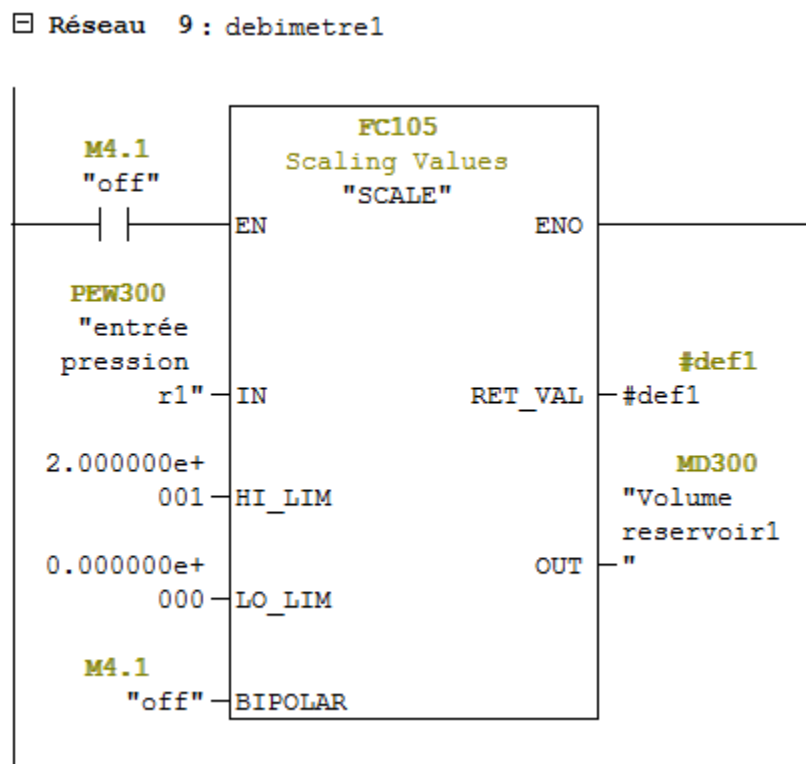 Réseau 9 : debimetre1
FC105
Scaling Values
"SCALE"
M4.1
"off"
EN
ENO
PEW300
"entrée
pression
r1"
IN
RET_VAL
#def1
#def1
2.000000e+
001
HI_LIM
MD300
"Volume
reservoir1
"
OUT
0.000000e+
000
LO_LIM
M4.1
"off"
BIPOLAR